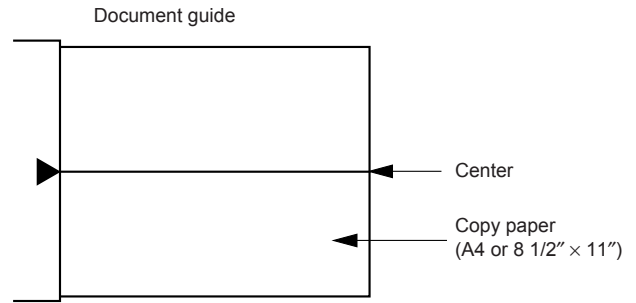 Document guide
Center
Copy paper
(A4 or 8 1/2″ × 11″)